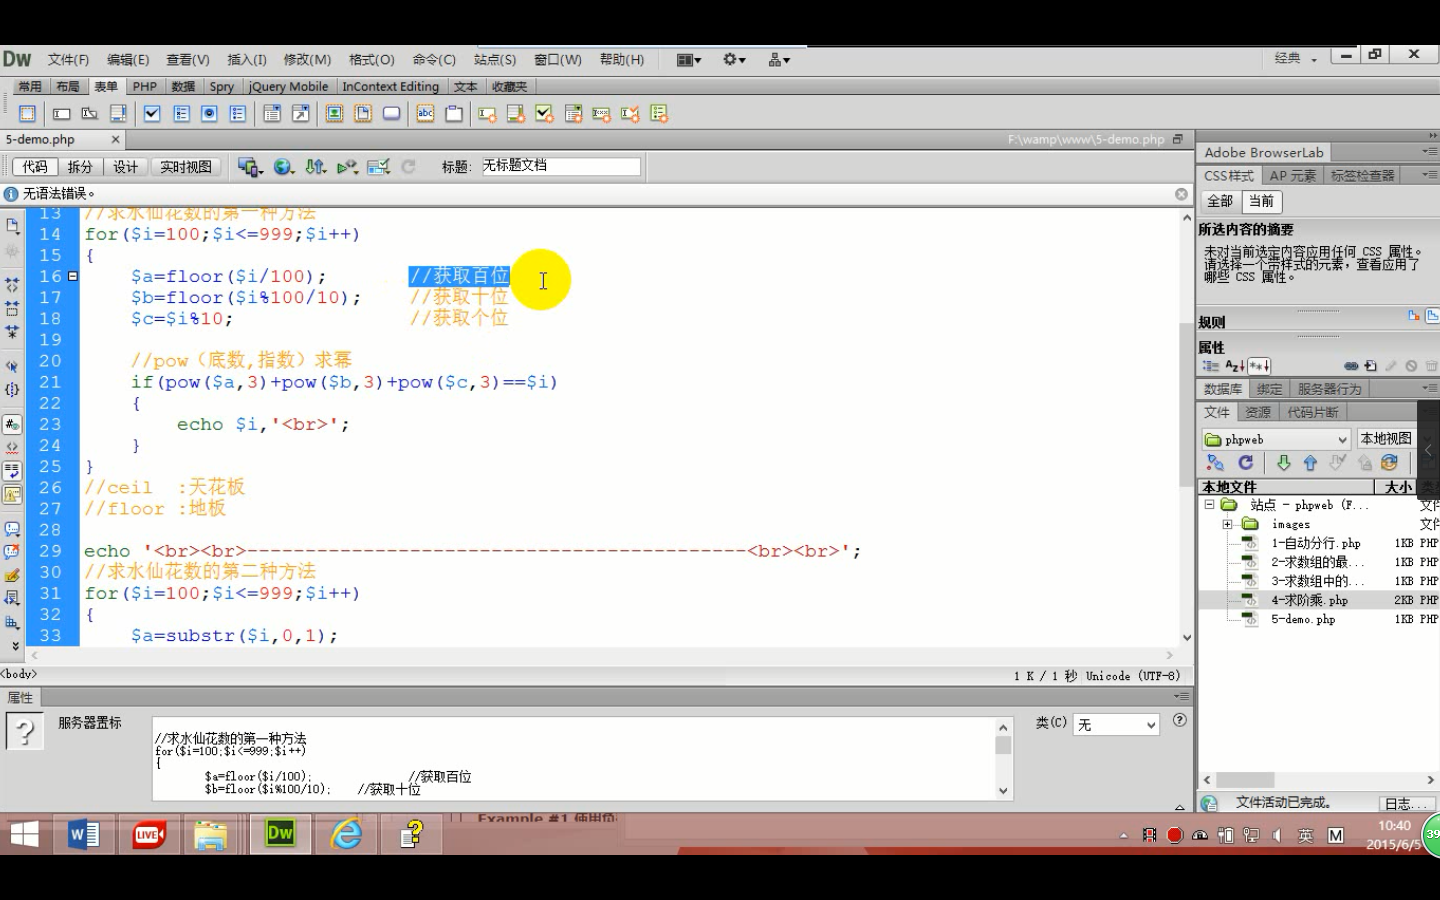 Dw 文件(F) 编辑(E) 查看(V) 插入(I) 修改(M) 格式(O) 命令(C) 站点(S) 窗口(W) 帮助(H) 经典
常用 布局 表单 PHP 数据 Spry jQuery Mobile InContext Editing 文本 收藏夹
5-demo.php F:\wamp\www\5-demo.php
代码 拆分 设计 实时视图 标题: 无标题文档
无语法错误。
13 //求水仙花数的第一种方法
14 for($i=100;$i<=999;$i++)
15 {
16 $a=floor($i/100); //获取百位
17 $b=floor($i%100/10); //获取十位
18 $c=$i%10; //获取个位
19
20 //pow（底数,指数）求幂
21 if(pow($a,3)+pow($b,3)+pow($c,3)==$i)
22 {
23 echo $i,'<br>';
24 }
25 }
26 //ceil :天花板
27 //floor :地板
28
29 echo '<br><br>-------------------------------------------<br><br>';
30 //求水仙花数的第二种方法
31 for($i=100;$i<=999;$i++)
32 {
33 $a=substr($i,0,1);
<body> 1 K / 1 秒 Unicode (UTF-8)
属性
服务器置标
//求水仙花数的第一种方法
for($i=100;$i<=999;$i++)
{
$a=floor($i/100); //获取百位
$b=floor($i%100/10); //获取十位
类(C) 无
Adobe BrowserLab
CSS样式 AP 元素 标签检查器
全部 当前
所选内容的摘要
未对当前选定内容应用任何 CSS 属性。
请选择一个带样式的元素，查看应用了
哪些 CSS 属性。
规则
属性
数据库 绑定 服务器行为
文件 资源 代码片断
phpweb 本地视图
本地文件 大小
站点 - phpweb (F... 文件
images 文件
1-自动分行.php 1KB PHP
2-求数组的最... 1KB PHP
3-求数组中的... 1KB PHP
4-求阶乘.php 2KB PHP
5-demo.php 1KB PHP
文件活动已完成。 日志...
LIVE Dw 英 M
10:40
2015/6/5
39